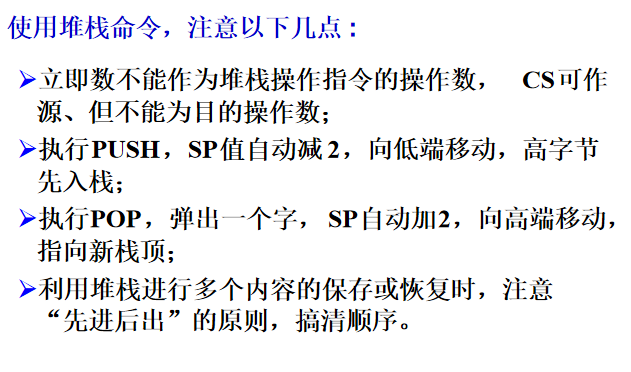 使用堆栈命令，注意以下几点：
➢立即数不能作为堆栈操作指令的操作数， CS可作
源、但不能为目的操作数；
➢执行PUSH，SP值自动减2，向低端移动，高字节
先入栈；
➢执行POP，弹出一个字， SP自动加2，向高端移动，
指向新栈顶；
➢利用堆栈进行多个内容的保存或恢复时，注意
“先进后出”的原则，搞清顺序。